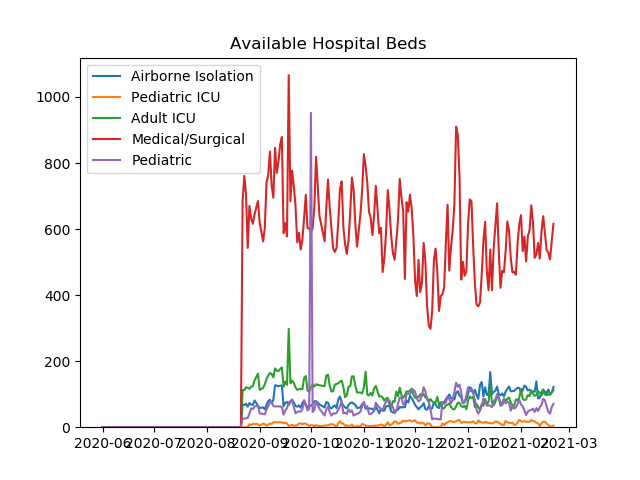 Available Hospital Beds
Airborne Isolation
Pediatric ICU
Adult ICU
Medical/Surgical
Pediatric
1000
800
600
400
200
0
2020-06 2020-07 2020-08 2020-09 2020-10 2020-11 2020-12 2021-01 2021-02 2021-03